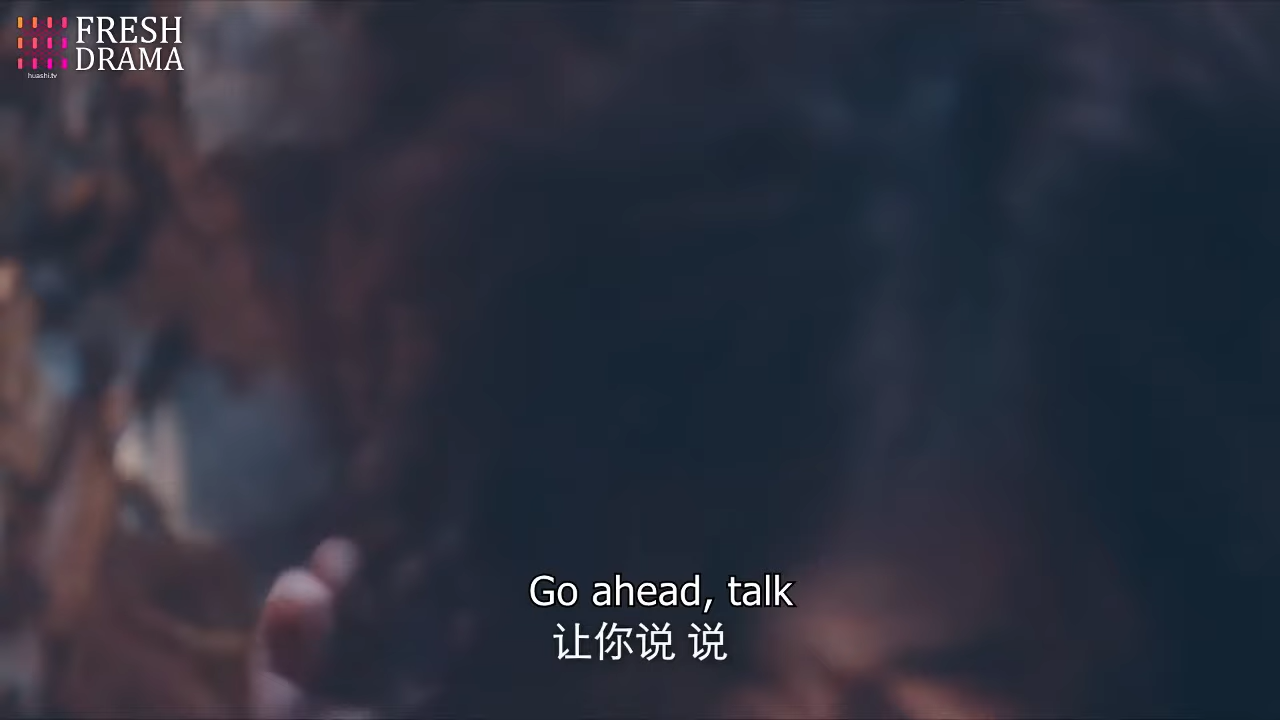 FRESH
DRAMA
huashi.tv
Go ahead, talk
让你说 说